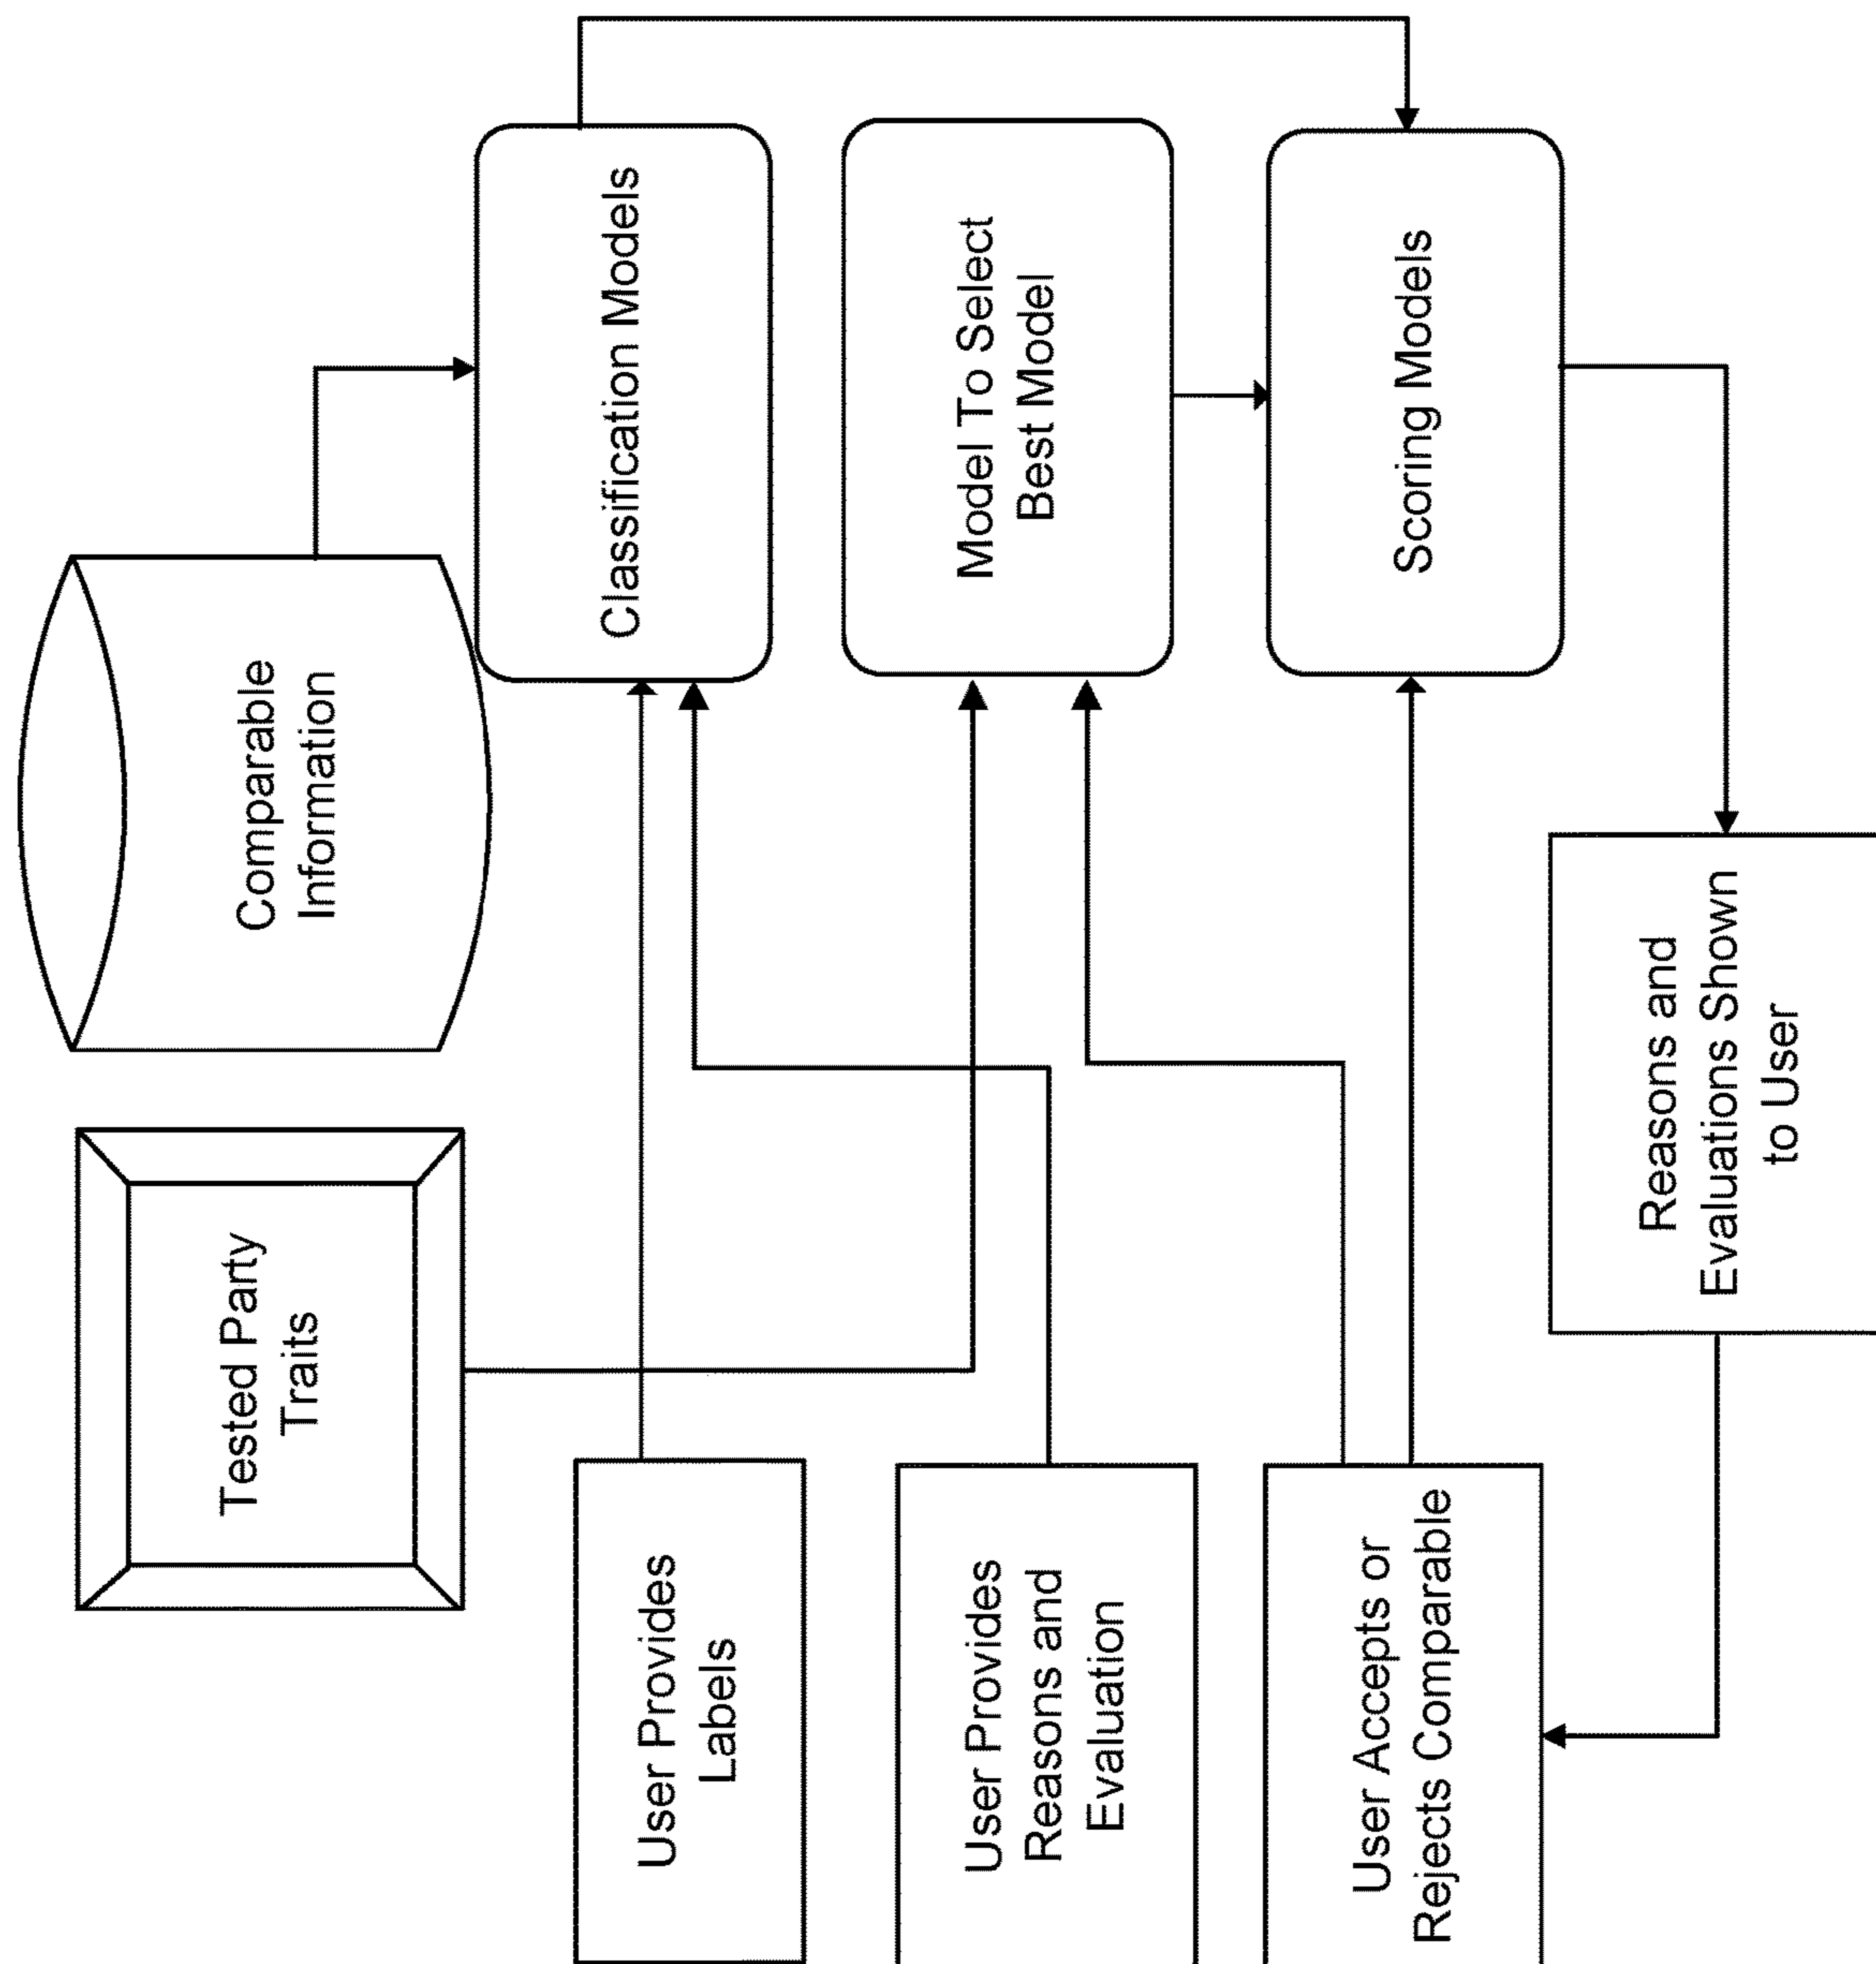 Tested Party
Traits
Comparable
Information
User Provides
Labels
Classification Models
User Provides
Reasons and
Evaluation
Model To Select
Best Model
User Accepts or
Rejects Comparable
Scoring Models
Reasons and
Evaluations Shown
to User